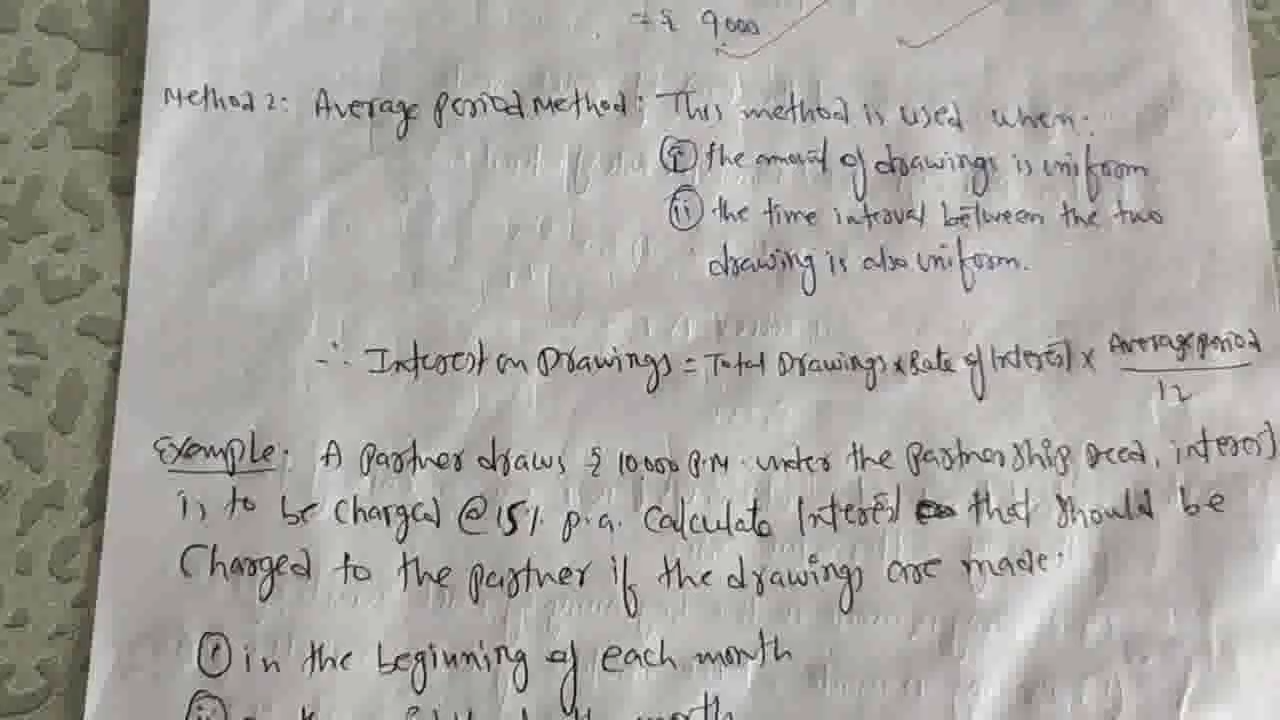 = ₹ 9000
Method 2: Average period Method: This method is used when:
(i) the amount of drawings is uniform
(ii) the time interval between the two
drawing is also uniform.
∴ Interest on Drawings = Total Drawings × Rate of Interest × Average period / 12
Example: A partner draws ₹ 10,000 P.M. under the partnership Deed, interest
is to be charged @ 15% p.a. Calculate Interest that should be
Charged to the partner if the drawings are made:
(i) in the beginning of each month
(ii) month